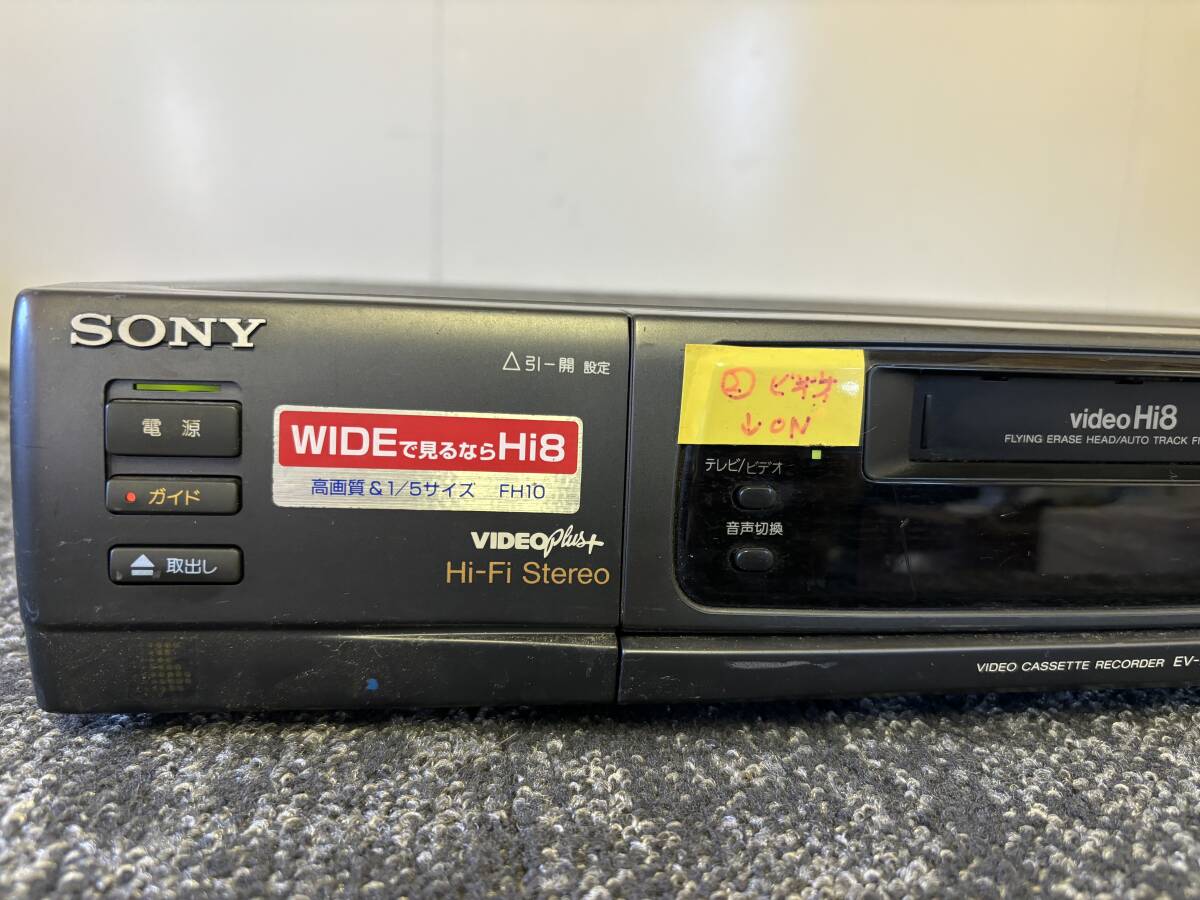 SONY
△引-開 設定
電源
WIDEで見るならHi8
高画質&1/5サイズ FH10
ガイド
取出し
VIDEO plus+
Hi-Fi Stereo
② ビデオ
↓ON
テレビ/ビデオ
音声切換
video Hi8
FLYING ERASE HEAD/AUTO TRACK
VIDEO CASSETTE RECORDER EV-